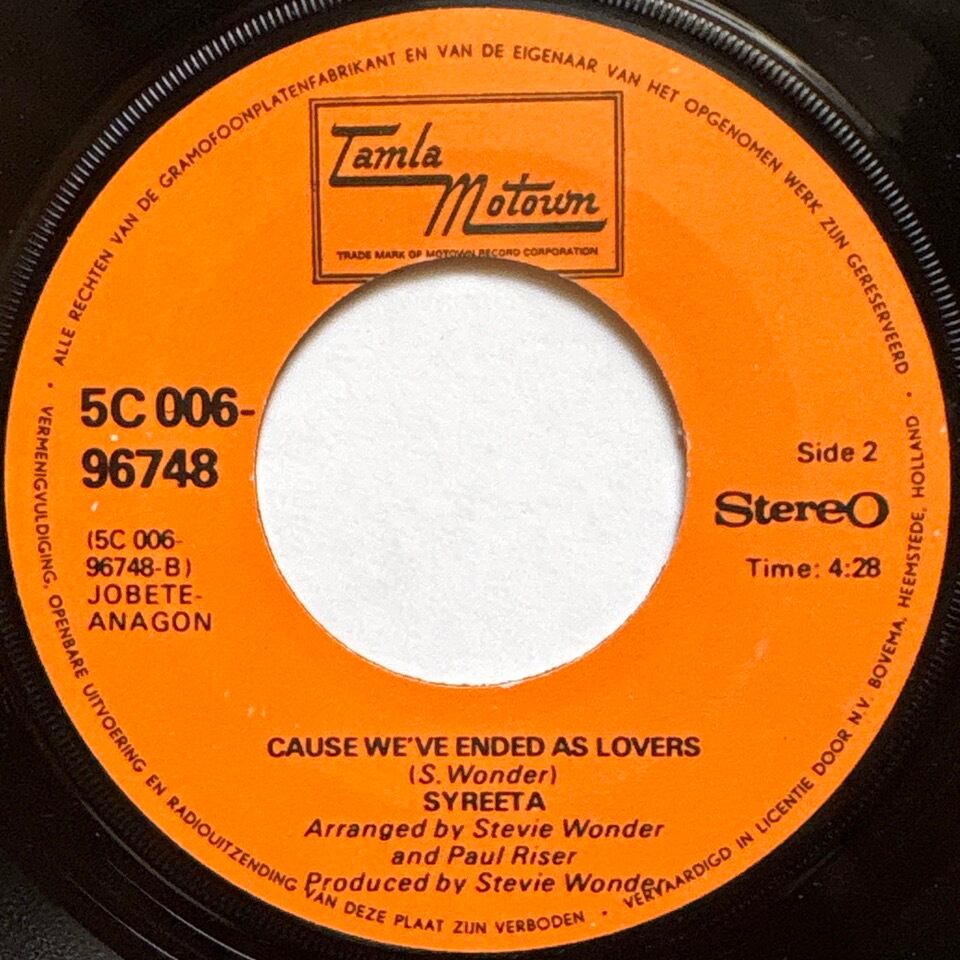 ALLE RECHTEN VAN DE GRAMOFOONPLATENFABRIKANT EN VAN DE EIGENAAR VAN HET OPGENOMEN WERK ZIJN GERESERVEERD •
Tamla
Motown
TRADE MARK OF MOTOWN RECORD CORPORATION
5C 006-
96748
(5C 006-
96748-B)
JOBETE-
ANAGON
Side 2
Stereo
Time: 4:28
CAUSE WE'VE ENDED AS LOVERS
(S. Wonder)
SYREETA
Arranged by Stevie Wonder
and Paul Riser
Produced by Stevie Wonder
• VERMENIGVULDIGING, OPENBARE UITVOERING EN RADIOUITZENDING VAN DEZE PLAAT ZIJN VERBODEN •
VERVAARDIGD IN LICENTIE DOOR N.V. BOVEMA, HEEMSTEDE, HOLLAND